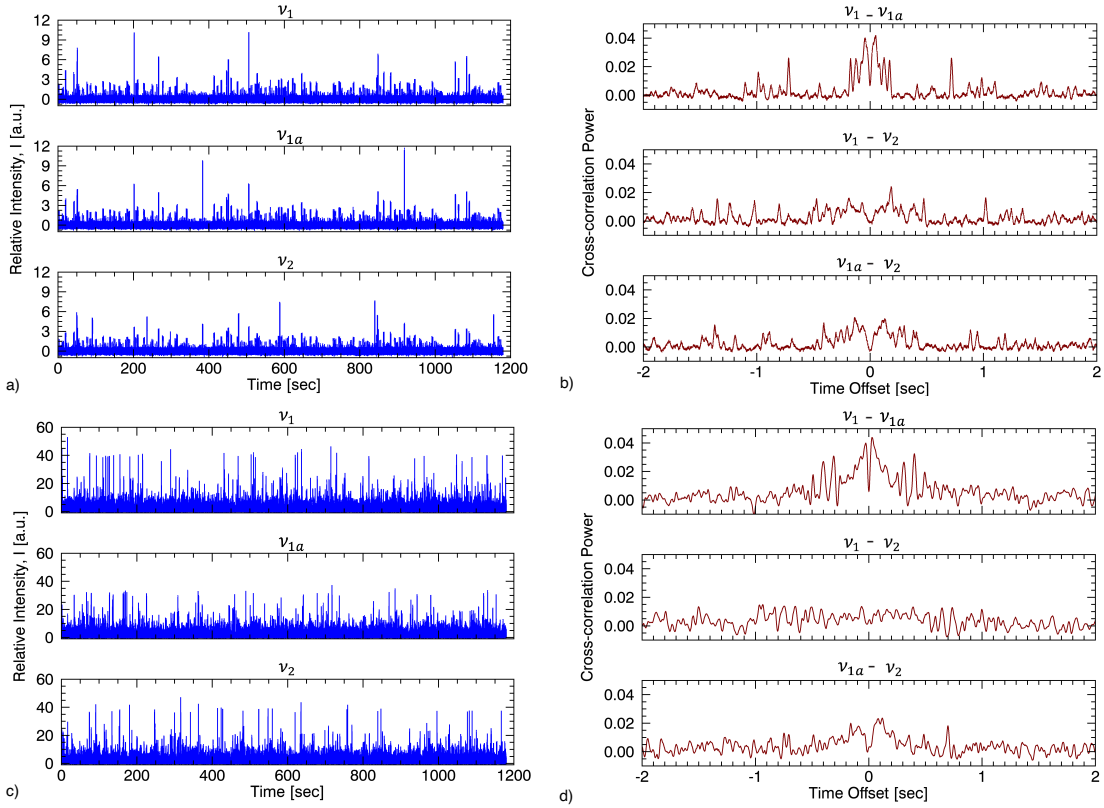 ν1
12
9
6
3
0
ν1a
12
9
6
3
0
ν2
12
9
6
3
0
0 200 400 600 800 1000 1200
Time [sec]
Relative Intensity, I [a.u.]
a)
ν1 - ν1a
0.04
0.02
0.00
ν1 - ν2
0.04
0.02
0.00
ν1a - ν2
0.04
0.02
0.00
-2 -1 0 1 2
Time Offset [sec]
Cross-correlation Power
b)
ν1
60
40
20
0
ν1a
60
40
20
0
ν2
60
40
20
0
0 200 400 600 800 1000 1200
Time [sec]
Relative Intensity, I [a.u.]
c)
ν1 - ν1a
0.04
0.02
0.00
ν1 - ν2
0.04
0.02
0.00
ν1a - ν2
0.04
0.02
0.00
-2 -1 0 1 2
Time Offset [sec]
Cross-correlation Power
d)